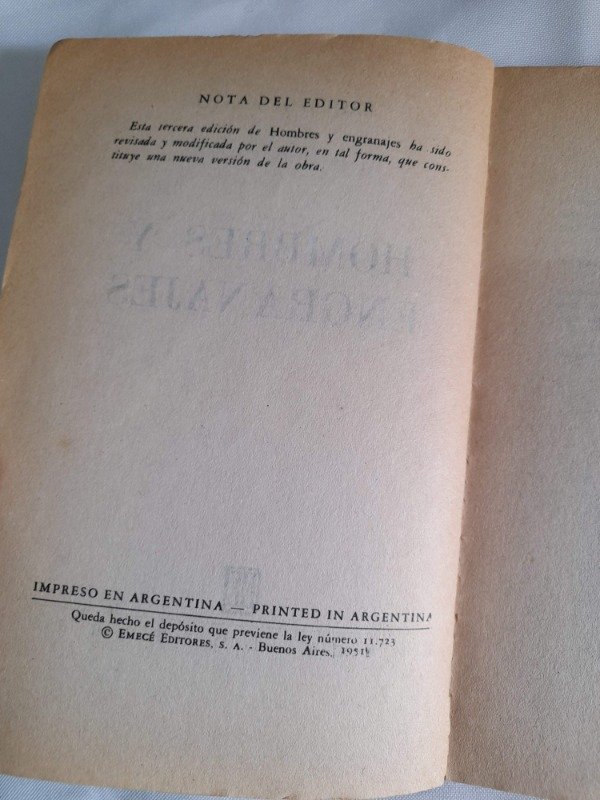 NOTA DEL EDITOR
Esta tercera edición de Hombres y engranajes ha sido
revisada y modificada por el autor, en tal forma, que cons-
tituye una nueva versión de la obra.
HOMBRES Y
ENGRANAJES
IMPRESO EN ARGENTINA — PRINTED IN ARGENTINA
Queda hecho el depósito que previene la ley número 11.723
© EMECÉ EDITORES, S. A. - Buenos Aires, 1951